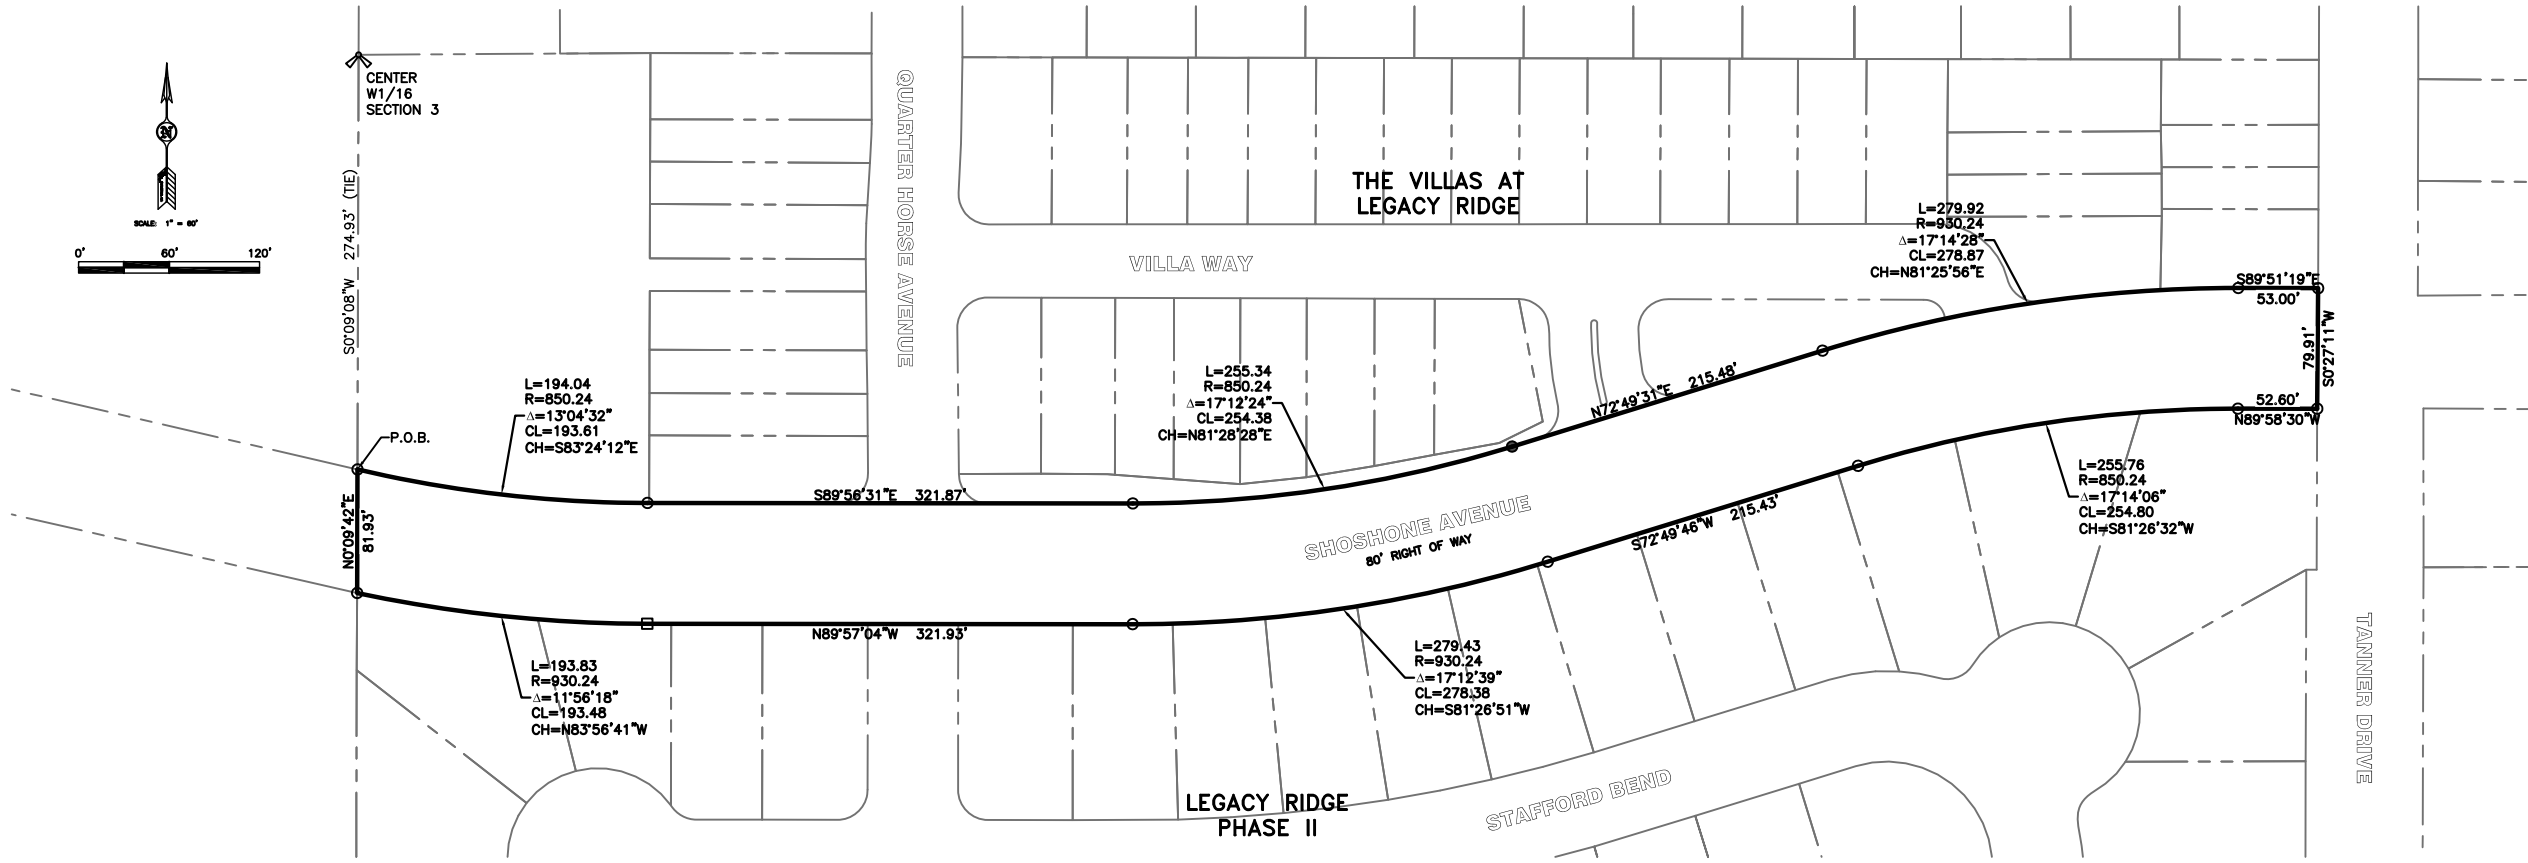 CENTER
W1/16
SECTION 3
N
SCALE: 1" = 60'
0' 60' 120'
S0°09'08"W 274.93' (TIE)
QUARTER HORSE AVENUE
THE VILLAS AT
LEGACY RIDGE
VILLA WAY
L=279.92
R=930.24
Δ=17°14'28"
CL=278.87
CH=N81°25'56"E
S89°51'19"E
53.00'
79.91'
S0°27'11"W
52.60'
N89°58'30"W
L=194.04
R=850.24
Δ=13°04'32"
CL=193.61
CH=S83°24'12"E
P.O.B.
L=255.34
R=850.24
Δ=17°12'24"
CL=254.38
CH=N81°28'28"E
N72°49'31"E 215.48'
S89°56'31"E 321.87'
N0°09'42"E
81.93'
SHOSHONE AVENUE
80' RIGHT OF WAY
S72°49'46"W 215.43'
L=255.76
R=850.24
Δ=17°14'06"
CL=254.80
CH=S81°26'32"W
N89°57'04"W 321.93'
L=193.83
R=930.24
Δ=11°56'18"
CL=193.48
CH=N83°56'41"W
L=279.43
R=930.24
Δ=17°12'39"
CL=278.38
CH=S81°26'51"W
TANNER DRIVE
LEGACY RIDGE
PHASE II
STAFFORD BEND